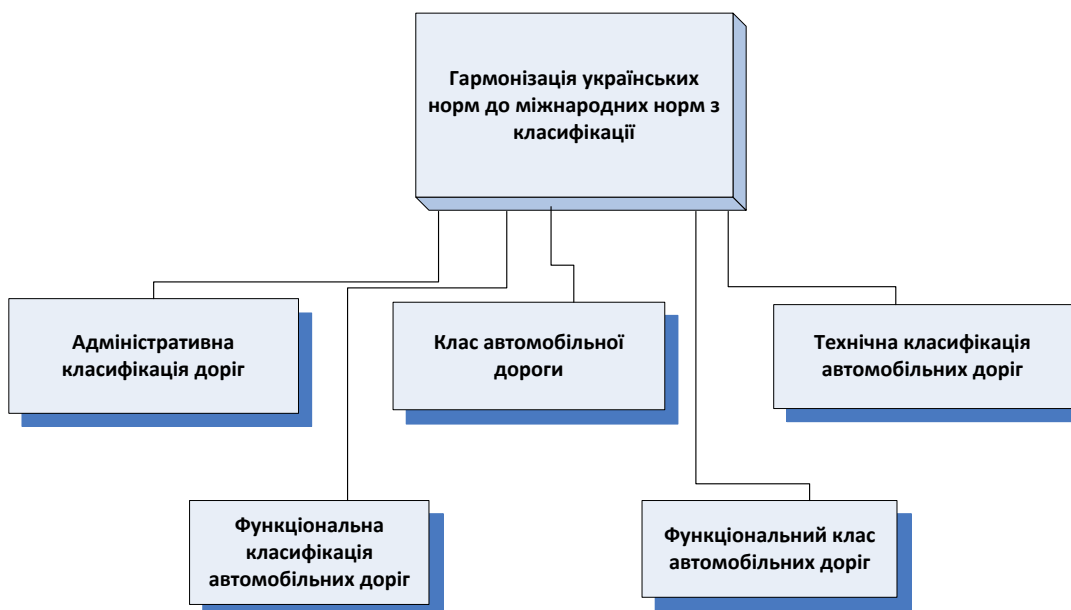 Гармонізація українських
норм до міжнародних норм з
класифікації
Адміністративна
класифікація доріг
Клас автомобільної
дороги
Технічна класифікація
автомобільних доріг
Функціональна
класифікація
автомобільних доріг
Функціональний клас
автомобільних доріг